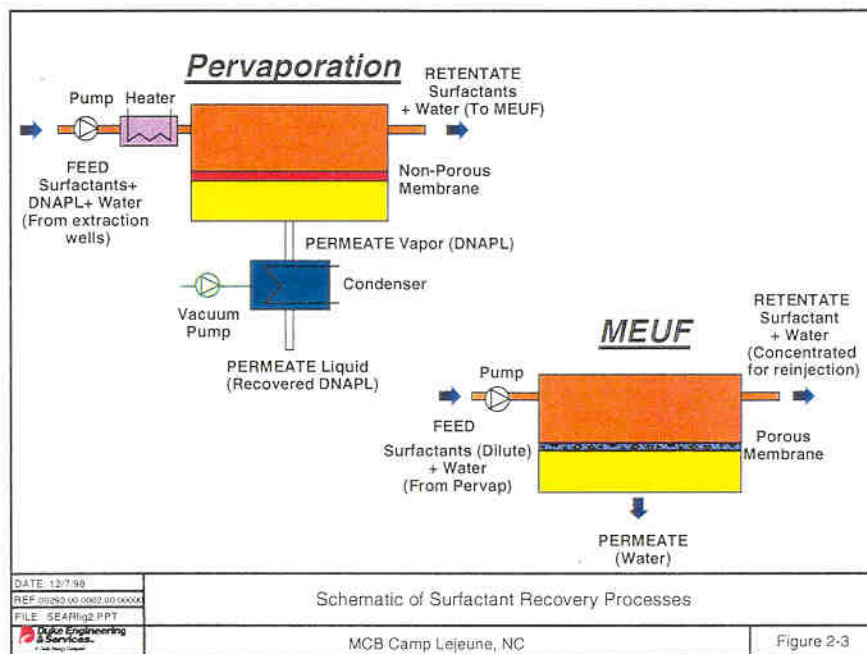 Pervaporation
Pump
Heater
RETENTATE
Surfactants
+ Water (To MEUF)
FEED
Surfactants+
DNAPL+ Water
(From extraction
wells)
Non-Porous
Membrane
PERMEATE Vapor (DNAPL)
Condenser
Vacuum
Pump
PERMEATE Liquid
(Recovered DNAPL)
MEUF
RETENTATE
Surfactant
+ Water
(Concentrated
for reinjection)
Pump
FEED
Surfactants (Dilute)
+ Water
(From Pervap)
Porous
Membrane
PERMEATE
(Water)
DATE: 12/7/98
REF:
FILE: SEARfig2.PPT
Duke Engineering
& Services.
Schematic of Surfactant Recovery Processes
MCB Camp Lejeune, NC
Figure 2-3